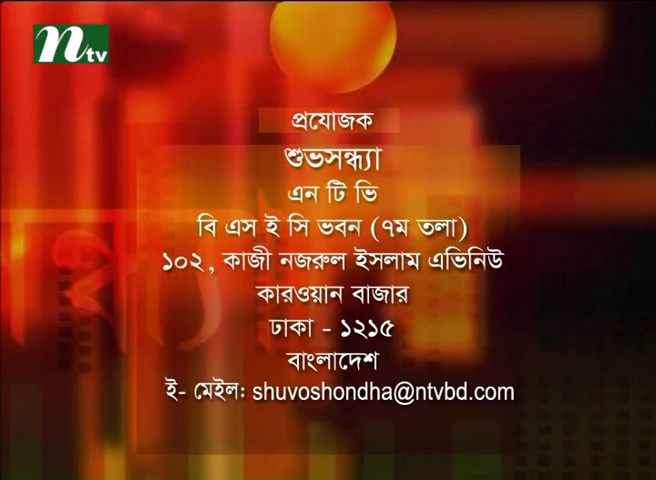 ntv
প্রযোজক
শুভসন্ধ্যা
এন টি ভি
বি এস ই সি ভবন (৭ম তলা)
১০২, কাজী নজরুল ইসলাম এভিনিউ
কারওয়ান বাজার
ঢাকা - ১২১৫
বাংলাদেশ
ই- মেইল: shuvoshondha@ntvbd.com